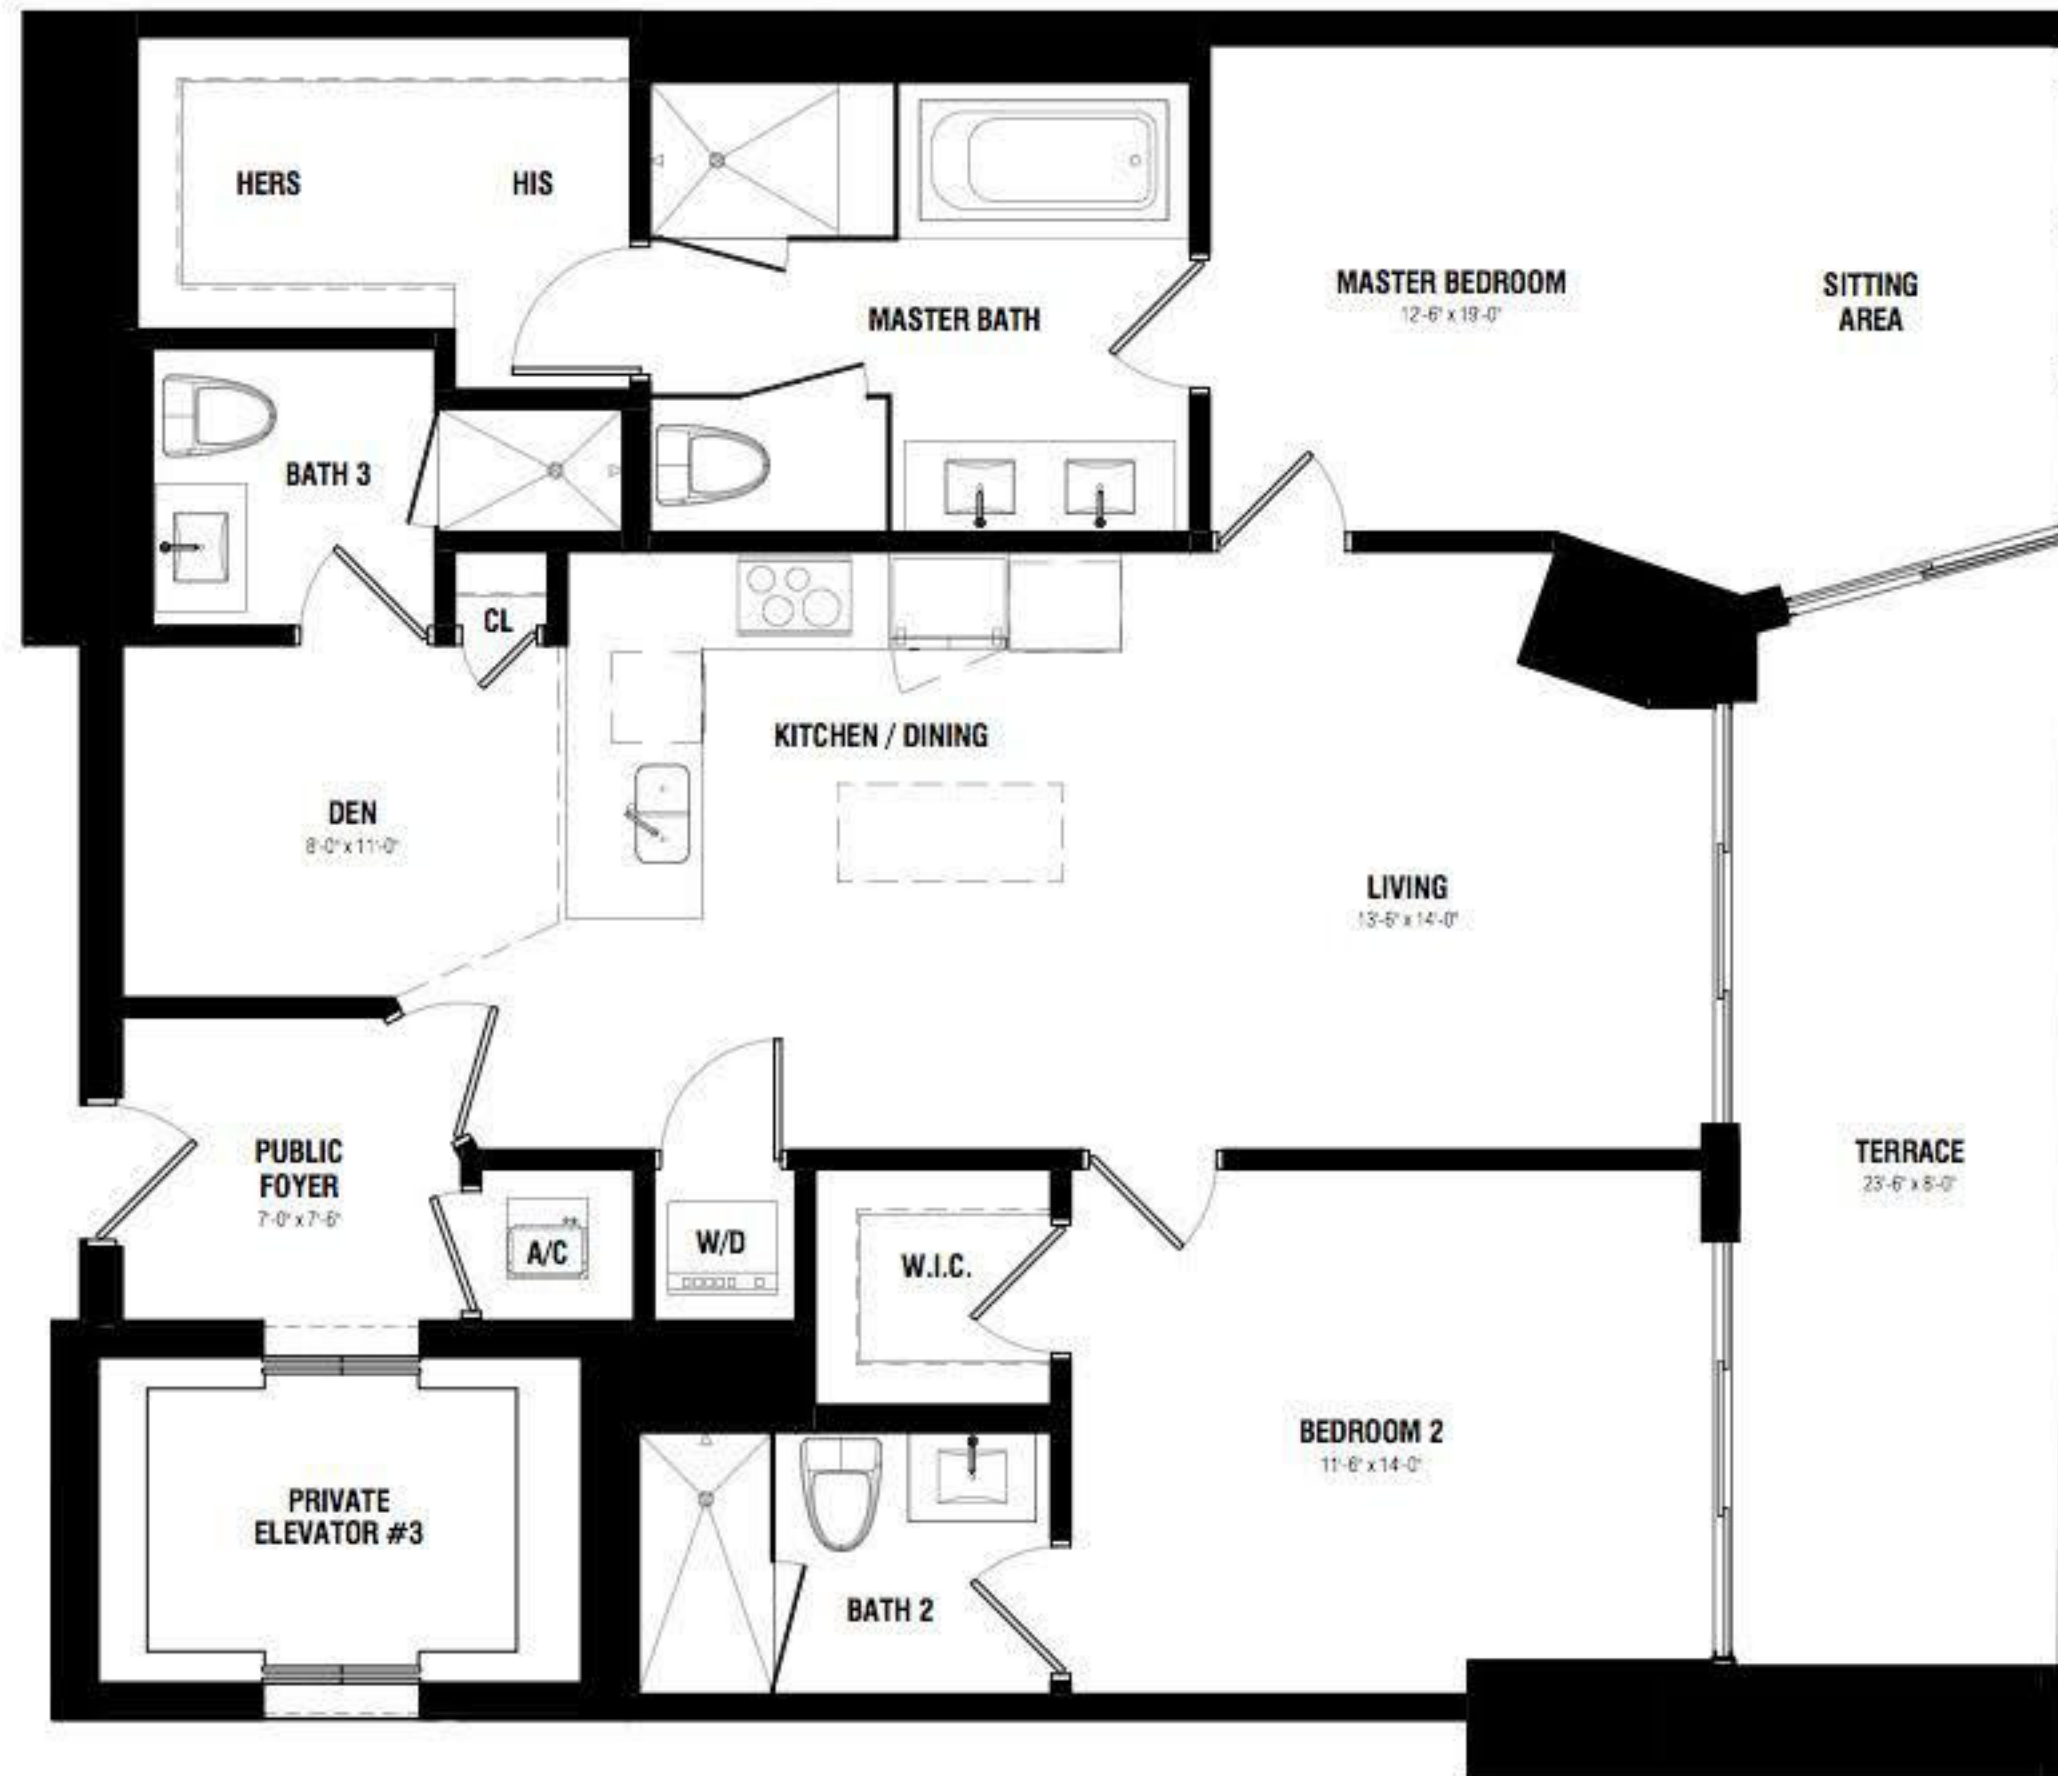 HERS
HIS
MASTER BATH
MASTER BEDROOM
12'-6" x 19'-0"
SITTING
AREA
BATH 3
CL
KITCHEN / DINING
DEN
8'-0" x 11'-0"
LIVING
13'-6" x 14'-0"
PUBLIC
FOYER
7'-0" x 7'-6"
A/C
W/D
W.I.C.
TERRACE
23'-6" x 8'-0"
BEDROOM 2
11'-6" x 14'-0"
PRIVATE
ELEVATOR #3
BATH 2